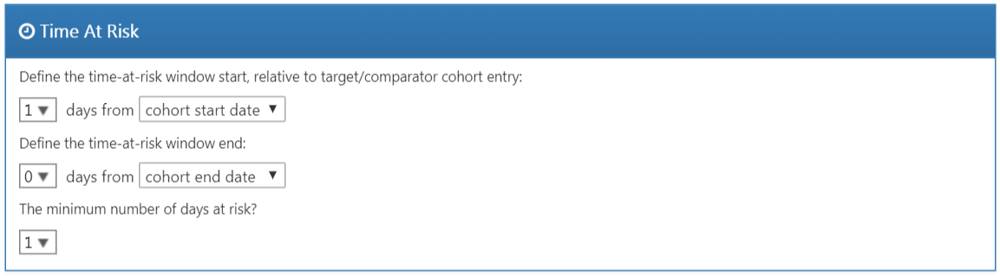 Time At Risk
Define the time-at-risk window start, relative to target/comparator cohort entry:
1 days from cohort start date
Define the time-at-risk window end:
0 days from cohort end date
The minimum number of days at risk?
1